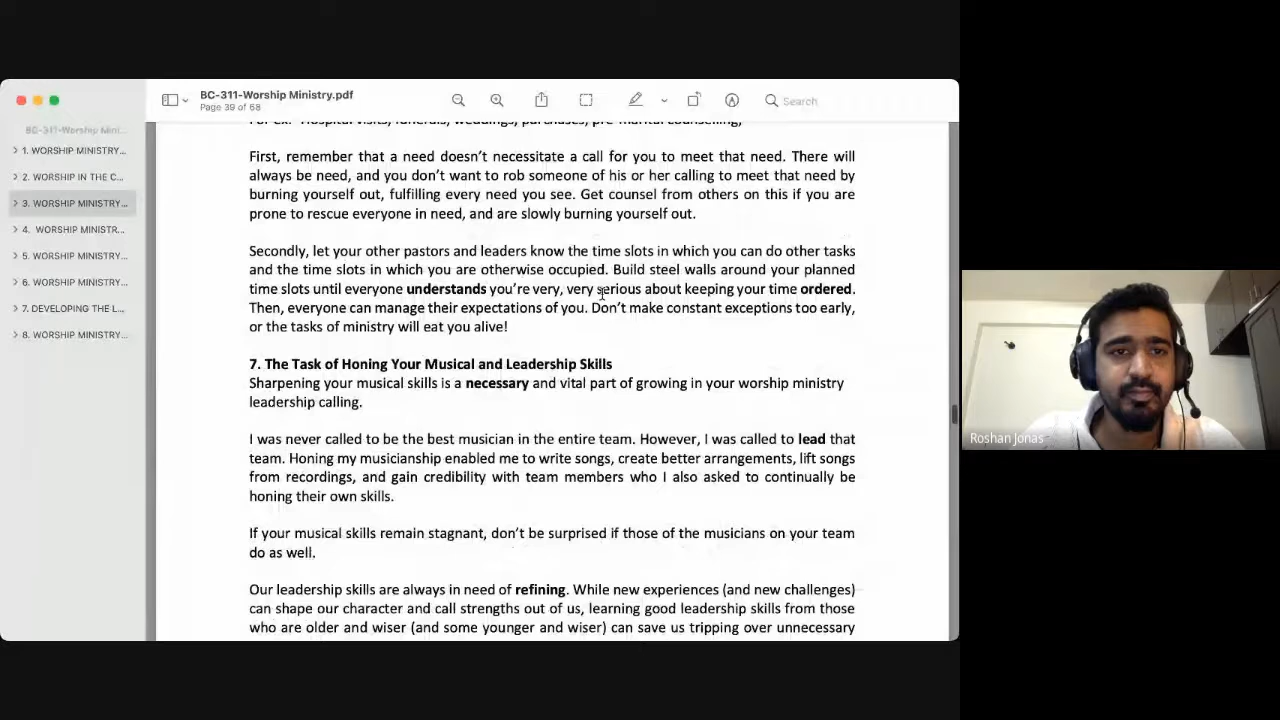 BC-311-Worship Ministry.pdf
Page 39 of 68
Search
BC-311-Worship Mini...
1. WORSHIP MINISTRY...
2. WORSHIP IN THE C...
3. WORSHIP MINISTRY...
4. WORSHIP MINISTR...
5. WORSHIP MINISTRY...
6. WORSHIP MINISTRY...
7. DEVELOPING THE L...
8. WORSHIP MINISTRY...
For ex: Hospital visits, funerals, weddings, purchases, pre-marital counselling,
First, remember that a need doesn't necessitate a call for you to meet that need. There will
always be need, and you don't want to rob someone of his or her calling to meet that need by
burning yourself out, fulfilling every need you see. Get counsel from others on this if you are
prone to rescue everyone in need, and are slowly burning yourself out.
Secondly, let your other pastors and leaders know the time slots in which you can do other tasks
and the time slots in which you are otherwise occupied. Build steel walls around your planned
time slots until everyone understands you're very, very serious about keeping your time ordered.
Then, everyone can manage their expectations of you. Don't make constant exceptions too early,
or the tasks of ministry will eat you alive!
7. The Task of Honing Your Musical and Leadership Skills
Sharpening your musical skills is a necessary and vital part of growing in your worship ministry
leadership calling.
I was never called to be the best musician in the entire team. However, I was called to lead that
team. Honing my musicianship enabled me to write songs, create better arrangements, lift songs
from recordings, and gain credibility with team members who I also asked to continually be
honing their own skills.
If your musical skills remain stagnant, don't be surprised if those of the musicians on your team
do as well.
Our leadership skills are always in need of refining. While new experiences (and new challenges)
can shape our character and call strengths out of us, learning good leadership skills from those
who are older and wiser (and some younger and wiser) can save us tripping over unnecessary
Roshan Jonas